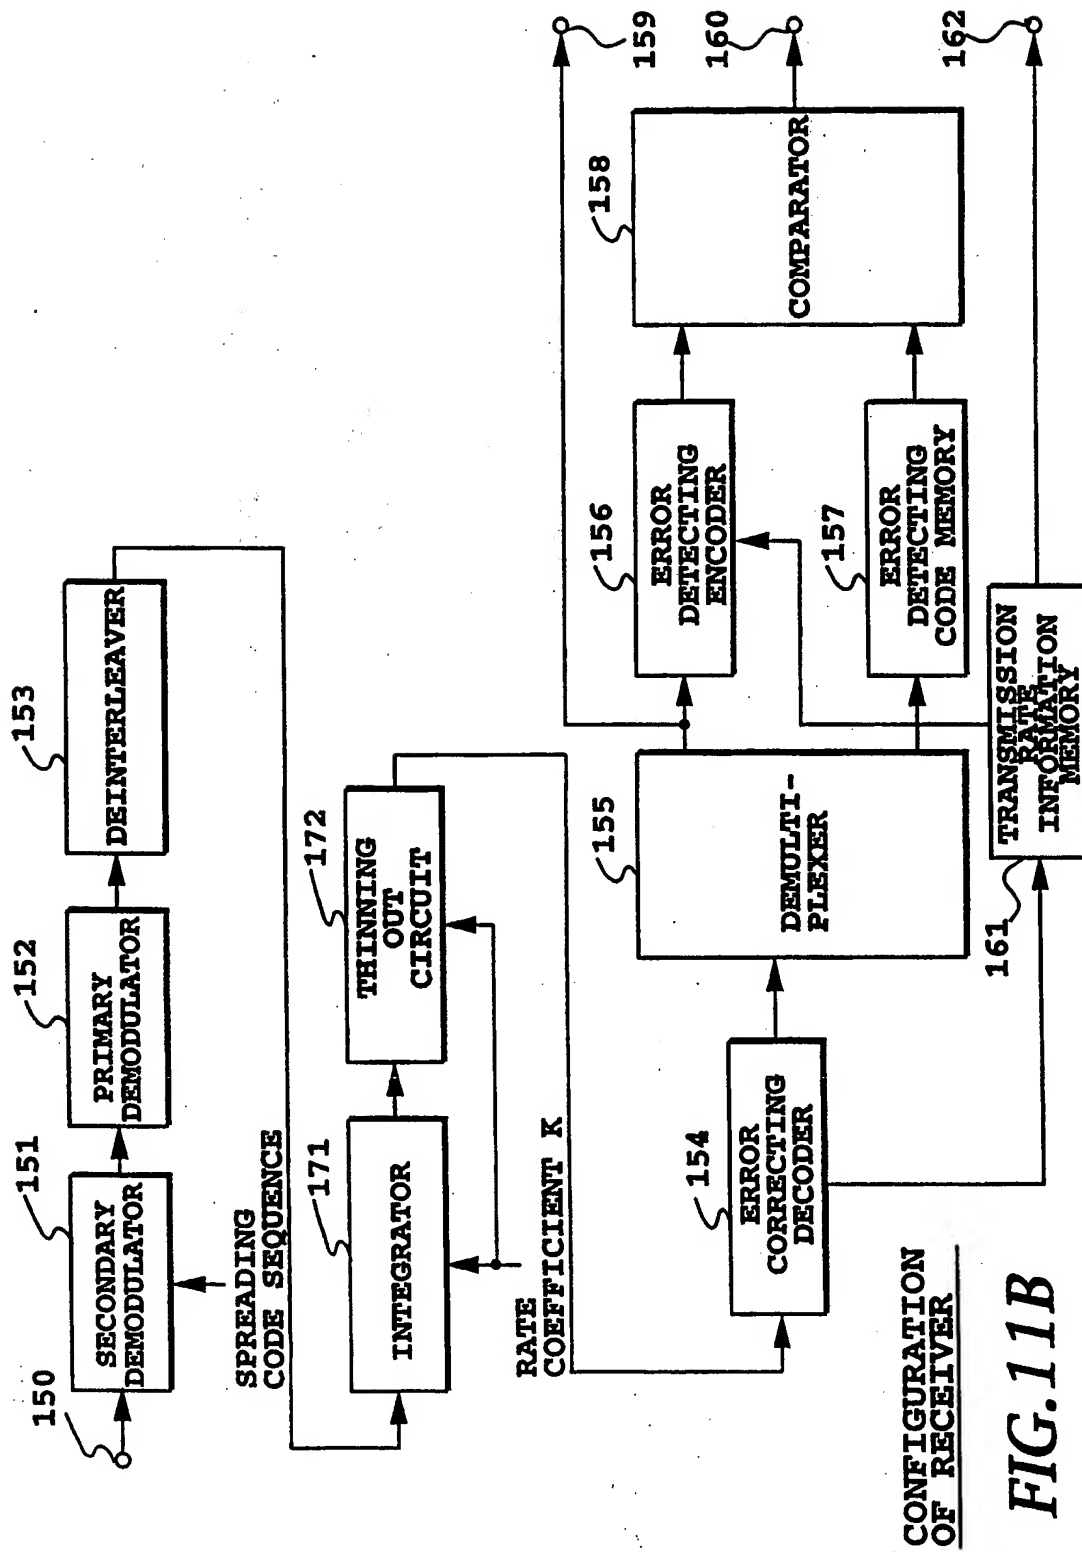 150
151
SECONDARY
DEMODULATOR
SPREADING
CODE SEQUENCE
152
PRIMARY
DEMODULATOR
153
DEINTERLEAVER
171
INTEGRATOR
RATE
COEFFICIENT K
172
THINNING
OUT
CIRCUIT
154
ERROR
CORRECTING
DECODER
155
DEMULTI-
PLEXER
156
ERROR
DETECTING
ENCODER
157
ERROR
DETECTING
CODE MEMORY
158
COMPARATOR
159
160
161
TRANSMISSION
RATE
INFORMATION
MEMORY
162
CONFIGURATION
OF RECEIVER
FIG.11B